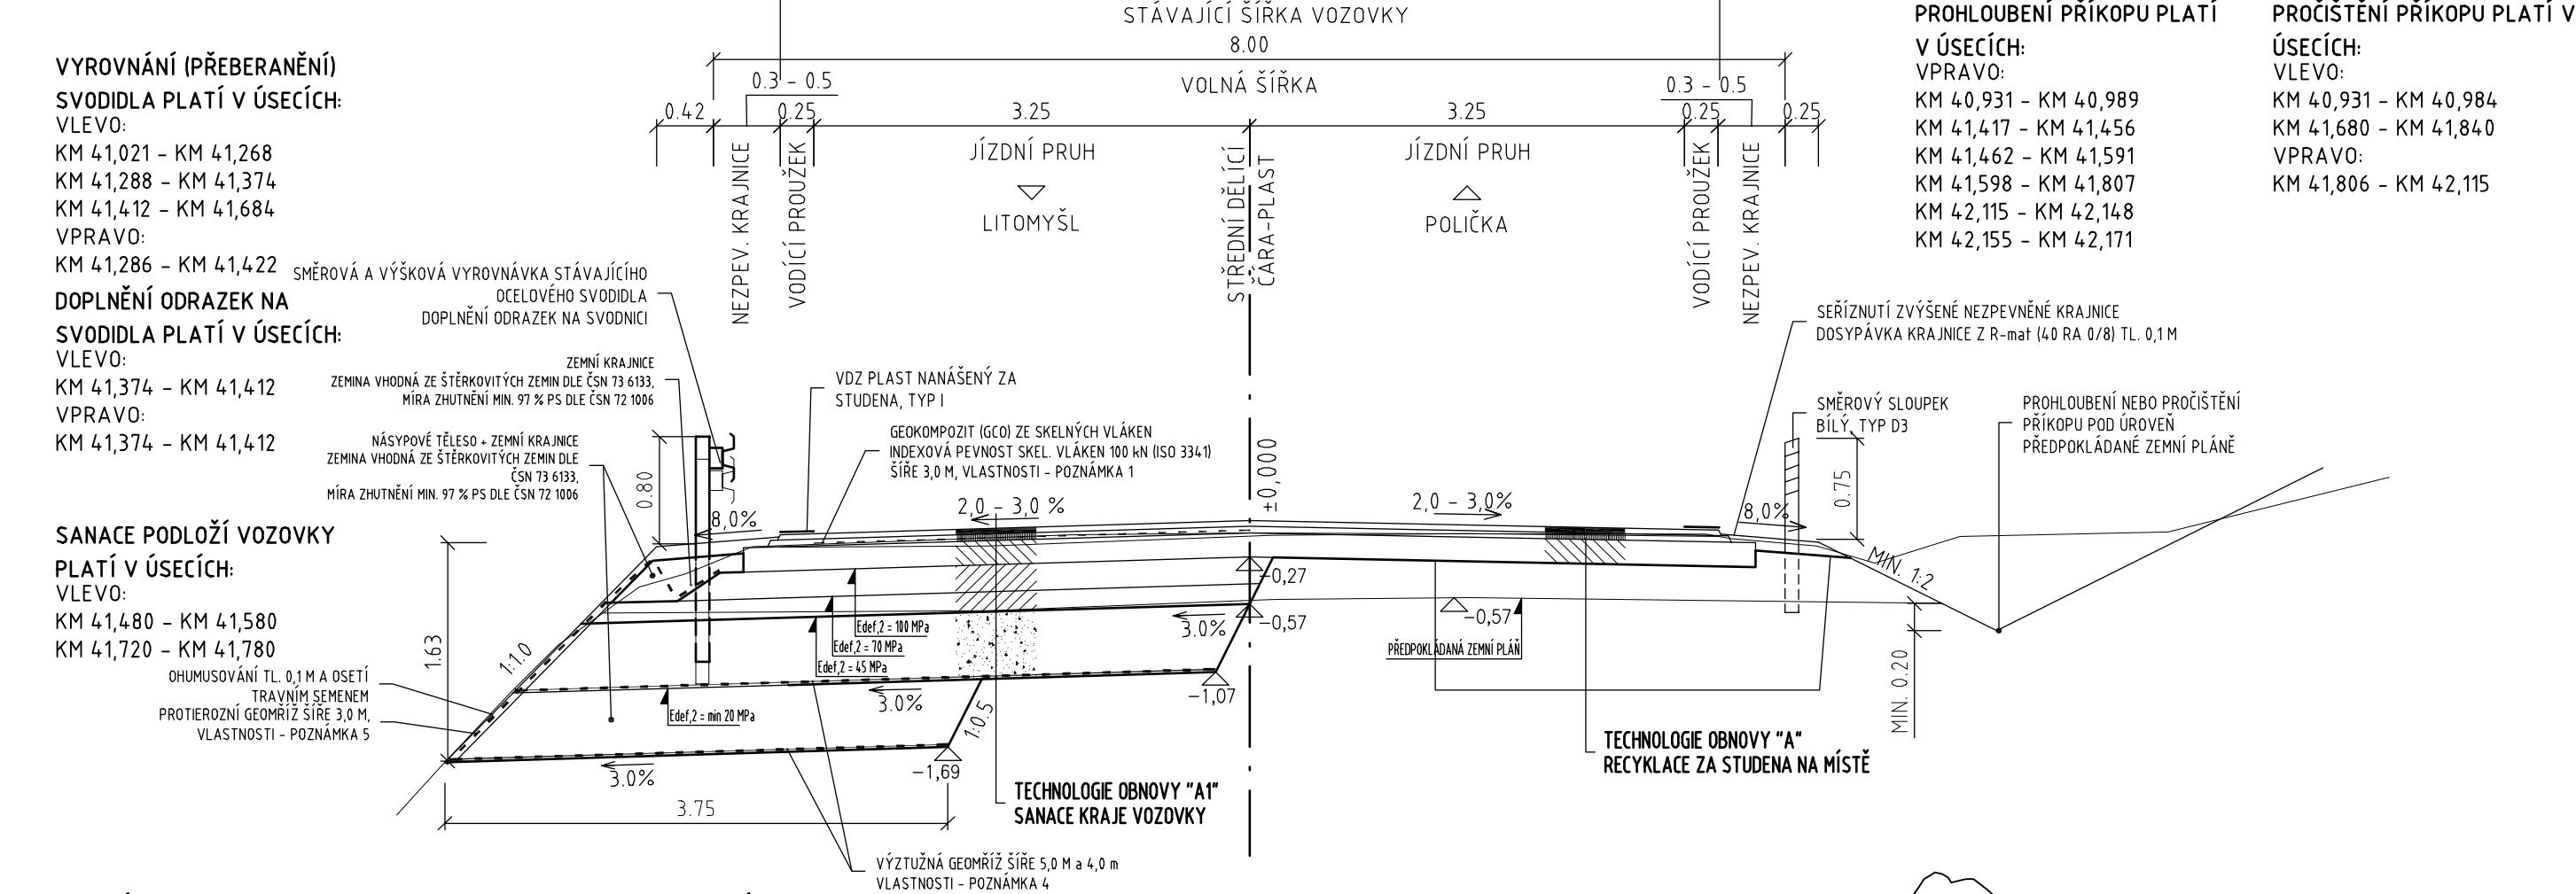 STÁVAJÍCÍ ŠÍŘKA VOZOVKY
8.00
VOLNÁ ŠÍŘKA
0.3 - 0.5
0.3 - 0.5
0.42
0.25
3.25
3.25
0.25
0.25
VYROVNÁNÍ (PŘEBERANĚNÍ)
SVODIDLA PLATÍ V ÚSECÍCH:
VLEVO:
KM 41,021 - KM 41,268
KM 41,288 - KM 41,374
KM 41,412 - KM 41,684
VPRAVO:
KM 41,286 - KM 41,422
DOPLNĚNÍ ODRAZEK NA
SVODIDLA PLATÍ V ÚSECÍCH:
VLEVO:
KM 41,374 - KM 41,412
VPRAVO:
KM 41,374 - KM 41,412
SANACE PODLOŽÍ VOZOVKY
PLATÍ V ÚSECÍCH:
VLEVO:
KM 41,480 - KM 41,580
KM 41,720 - KM 41,780
PROHLOUBENÍ PŘÍKOPU PLATÍ
V ÚSECÍCH:
VPRAVO:
KM 40,931 - KM 40,989
KM 41,417 - KM 41,456
KM 41,462 - KM 41,591
KM 41,598 - KM 41,807
KM 42,115 - KM 42,148
KM 42,155 - KM 42,171
PROČIŠTĚNÍ PŘÍKOPU PLATÍ V
ÚSECÍCH:
VLEVO:
KM 40,931 - KM 40,984
KM 41,680 - KM 41,840
VPRAVO:
KM 41,806 - KM 42,115
NEZPEV. KRAJNICE
VODÍCÍ PROUŽEK
JÍZDNÍ PRUH
LITOMYŠL
STŘEDNÍ DĚLÍCÍ
ČÁRA-PLAST
JÍZDNÍ PRUH
POLIČKA
VODÍCÍ PROUŽEK
NEZPEV. KRAJNICE
SMĚROVÁ A VÝŠKOVÁ VYROVNÁVKA STÁVAJÍCÍHO
OCELOVÉHO SVODIDLA
DOPLNĚNÍ ODRAZEK NA SVODNICI
ZEMNÍ KRAJNICE
ZEMINA VHODNÁ ZE ŠTĚRKOVITÝCH ZEMIN DLE ČSN 73 6133,
MÍRA ZHUTNĚNÍ MIN. 97 % PS DLE ČSN 72 1006
NÁSYPOVÉ TĚLESO + ZEMNÍ KRAJNICE
ZEMINA VHODNÁ ZE ŠTĚRKOVITÝCH ZEMIN DLE
ČSN 73 6133,
MÍRA ZHUTNĚNÍ MIN. 97 % PS DLE ČSN 72 1006
VDZ PLAST NANÁŠENÝ ZA
STUDENA, TYP I
GEOKOMPOZIT (GCO) ZE SKELNÝCH VLÁKEN
INDEXOVÁ PEVNOST SKEL. VLÁKEN 100 kN (ISO 3341)
ŠÍŘE 3,0 M, VLASTNOSTI - POZNÁMKA 1
SEŘÍZNUTÍ ZVÝŠENÉ NEZPEVNĚNÉ KRAJNICE
DOSYPÁVKA KRAJNICE Z R-mat (40 RA 0/8) TL. 0,1 M
SMĚROVÝ SLOUPEK
BÍLÝ, TYP D3
PROHLOUBENÍ NEBO PROČIŠTĚNÍ
PŘÍKOPU POD ÚROVEŇ
PŘEDPOKLÁDANÉ ZEMNÍ PLÁNĚ
0.80
8,0%
2,0 - 3,0 %
±0,000
2,0 - 3,0%
8,0%
0.75
MIN. 1:2
MIN. 0.20
-0,27
-0,57
3.0%
-0,57
PŘEDPOKLÁDANÁ ZEMNÍ PLÁŇ
Edef,2 = 100 MPa
Edef,2 = 70 MPa
Edef,2 = 45 MPa
Edef,2 = min 20 MPa
1.63
1:1.0
3.0%
-1,07
1:0.5
3.0%
-1,69
3.75
OHUMUSOVÁNÍ TL. 0,1 M A OSETÍ
TRAVNÍM SEMENEM
PROTIEROZNÍ GEOMŘÍŽ ŠÍŘE 3,0 M,
VLASTNOSTI - POZNÁMKA 5
TECHNOLOGIE OBNOVY "A1"
SANACE KRAJE VOZOVKY
TECHNOLOGIE OBNOVY "A"
RECYKLACE ZA STUDENA NA MÍSTĚ
VÝZTUŽNÁ GEOMŘÍŽ ŠÍŘE 5,0 M a 4,0 m
VLASTNOSTI - POZNÁMKA 4